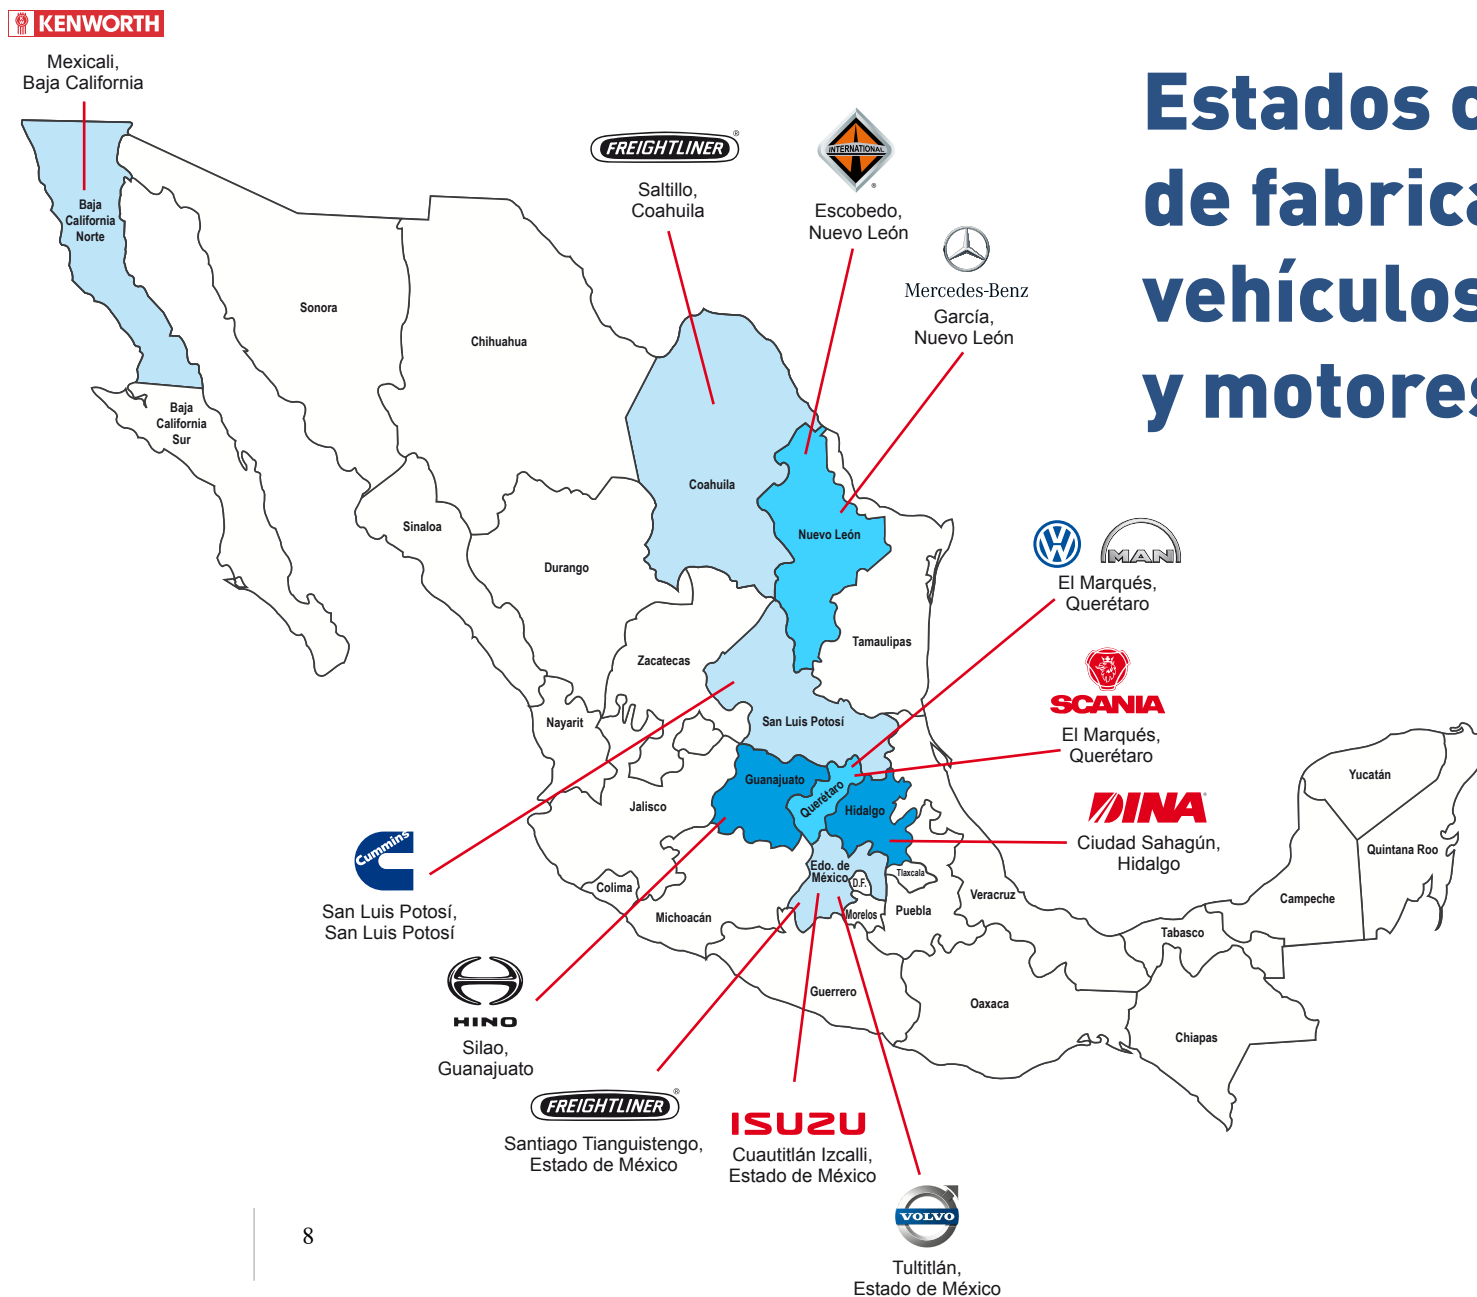 KENWORTH
Mexicali,
Baja California
Estados c
de fabrica
vehículos
y motores
FREIGHTLINER
Saltillo,
Coahuila
INTERNATIONAL
Escobedo,
Nuevo León
Mercedes-Benz
García,
Nuevo León
Baja
California
Norte
Sonora
Chihuahua
Coahuila
Nuevo León
Baja
California
Sur
Sinaloa
Durango
Zacatecas
Tamaulipas
Nayarit
San Luis Potosí
VW
MAN
El Marqués,
Querétaro
SCANIA
El Marqués,
Querétaro
Guanajuato
Querétaro
Hidalgo
Jalisco
DINA
Ciudad Sahagún,
Hidalgo
Yucatán
Quintana Roo
Campeche
Tabasco
Cummins
San Luis Potosí,
San Luis Potosí
Colima
Michoacán
Edo. de
México
D.F.
Tlaxcala
Morelos
Puebla
Veracruz
Guerrero
Oaxaca
Chiapas
HINO
Silao,
Guanajuato
FREIGHTLINER
Santiago Tianguistengo,
Estado de México
ISUZU
Cuautitlán Izcalli,
Estado de México
VOLVO
Tultitlán,
Estado de México
8